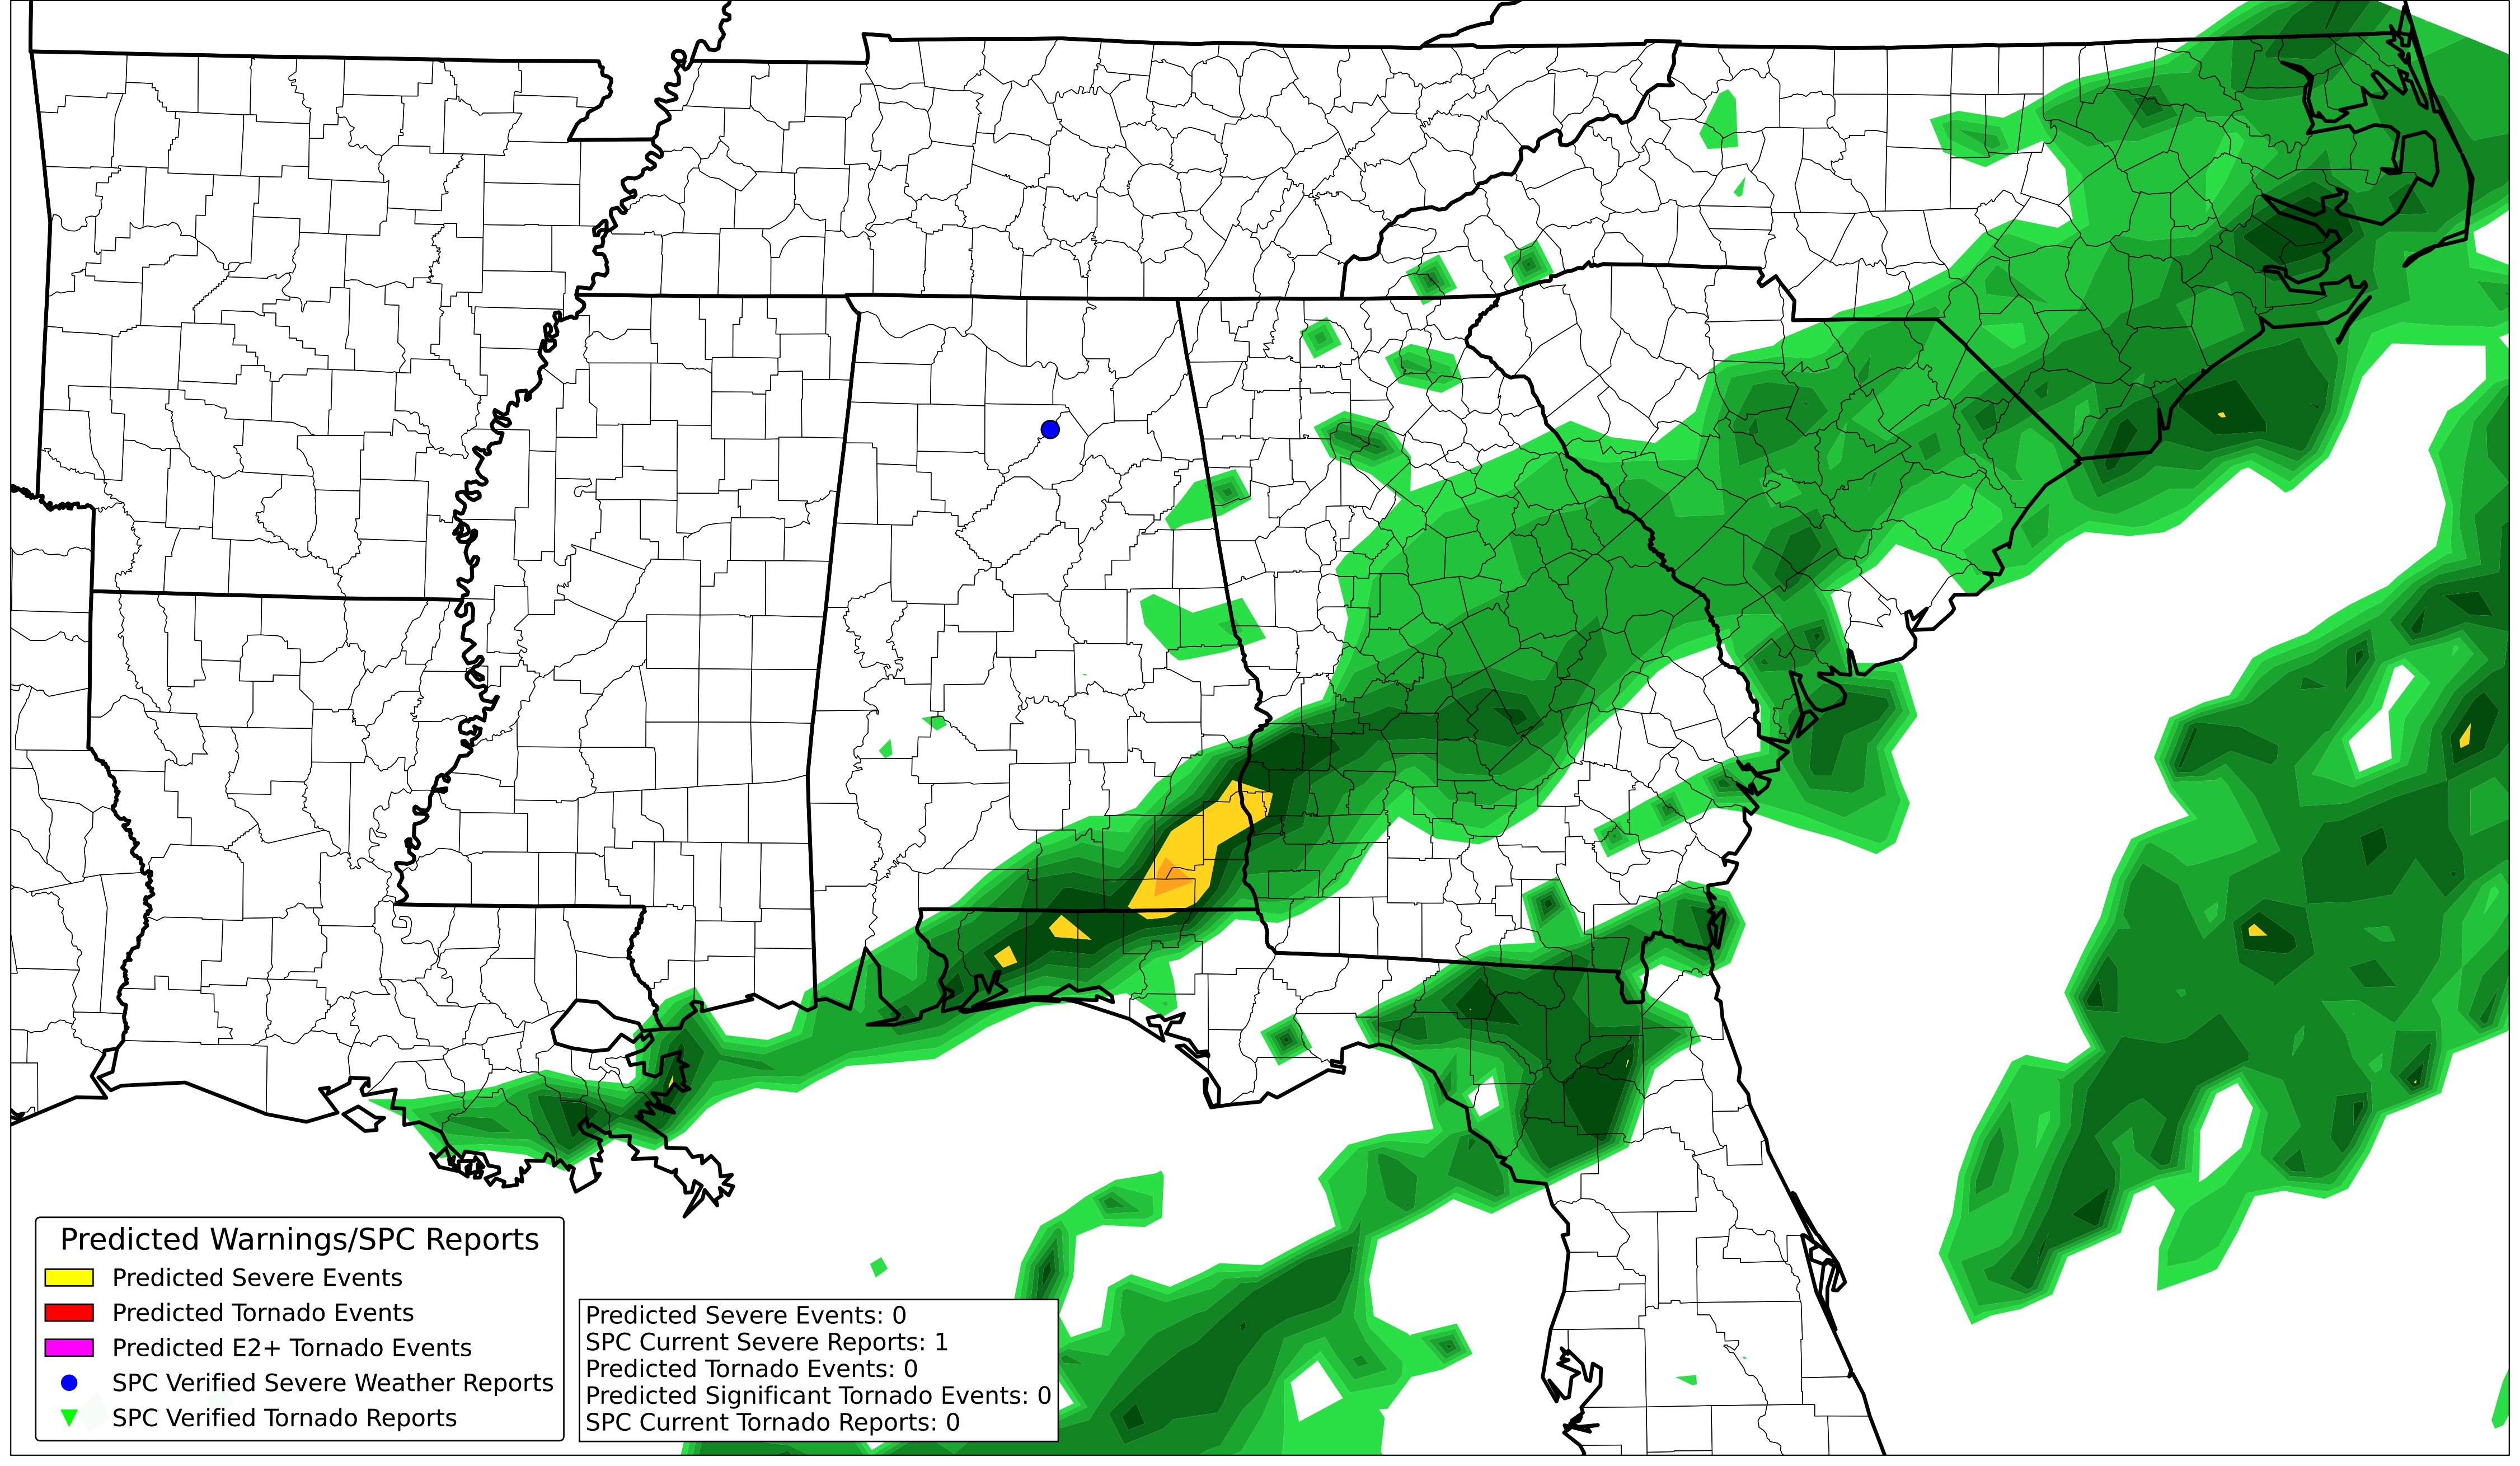 Predicted Warnings/SPC Reports
Predicted Severe Events
Predicted Tornado Events
Predicted E2+ Tornado Events
SPC Verified Severe Weather Reports
SPC Verified Tornado Reports
Predicted Severe Events: 0
SPC Current Severe Reports: 1
Predicted Tornado Events: 0
Predicted Significant Tornado Events: 0
SPC Current Tornado Reports: 0